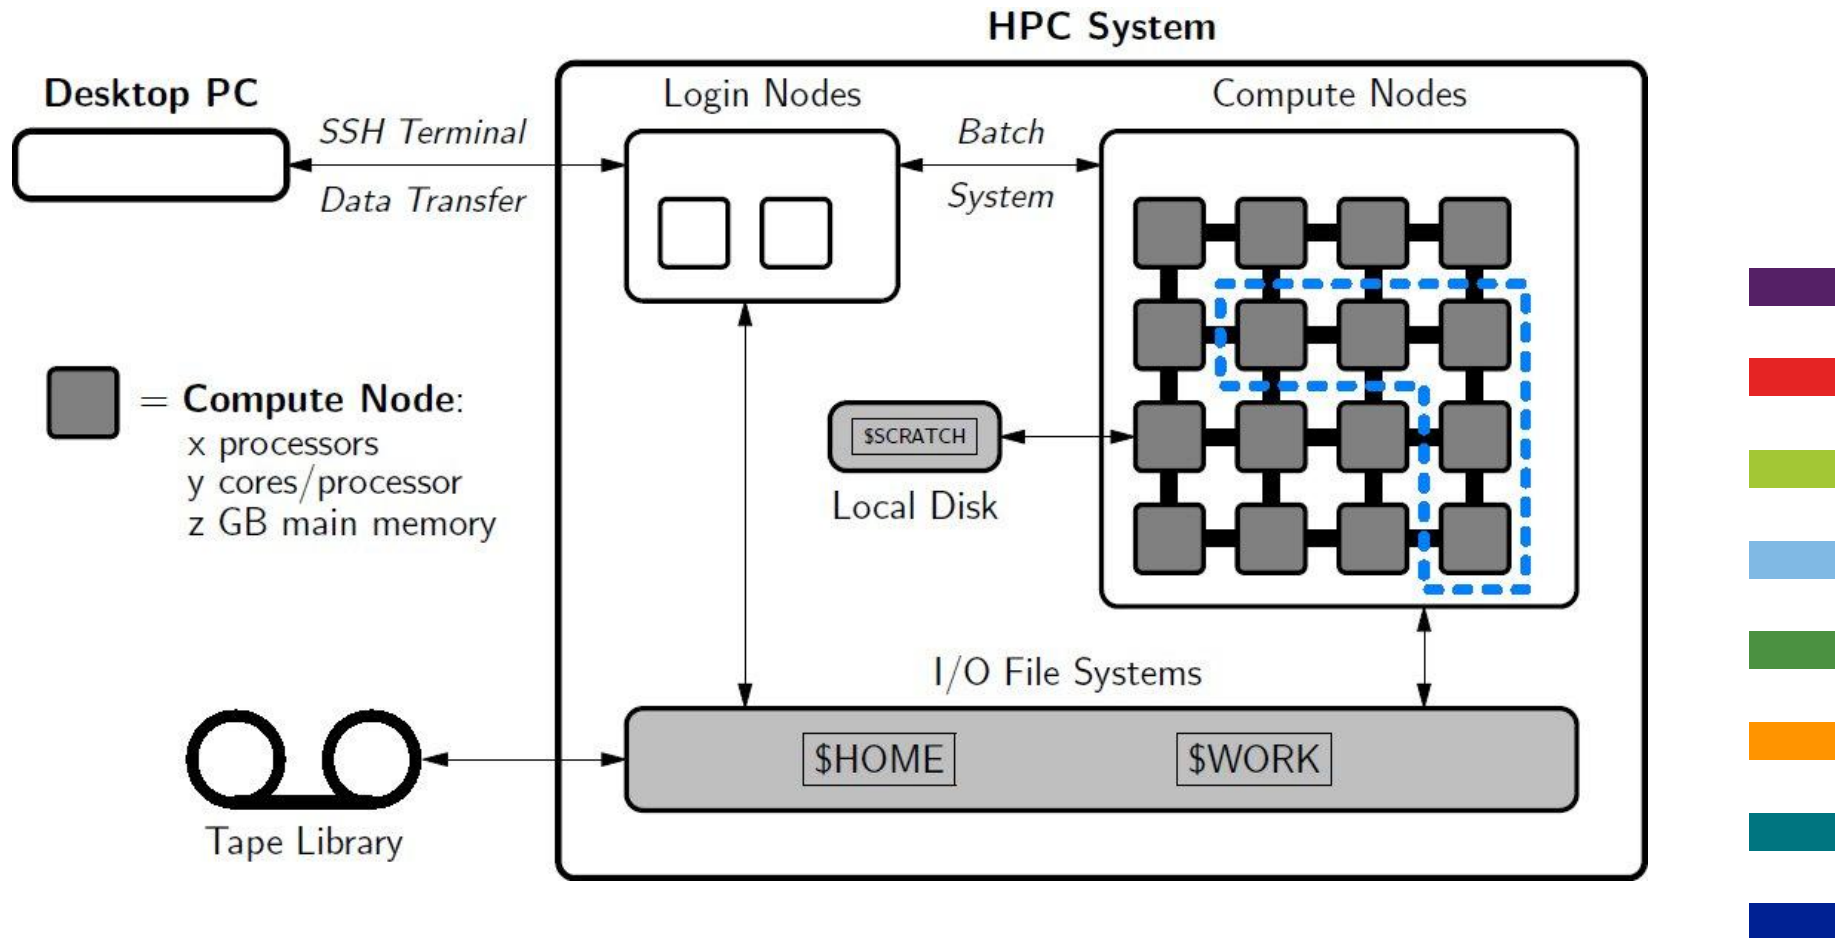 HPC System
Desktop PC
Login Nodes
Compute Nodes
SSH Terminal
Data Transfer
Batch
System
= Compute Node:
x processors
y cores/processor
z GB main memory
$SCRATCH
Local Disk
I/O File Systems
$HOME
$WORK
Tape Library